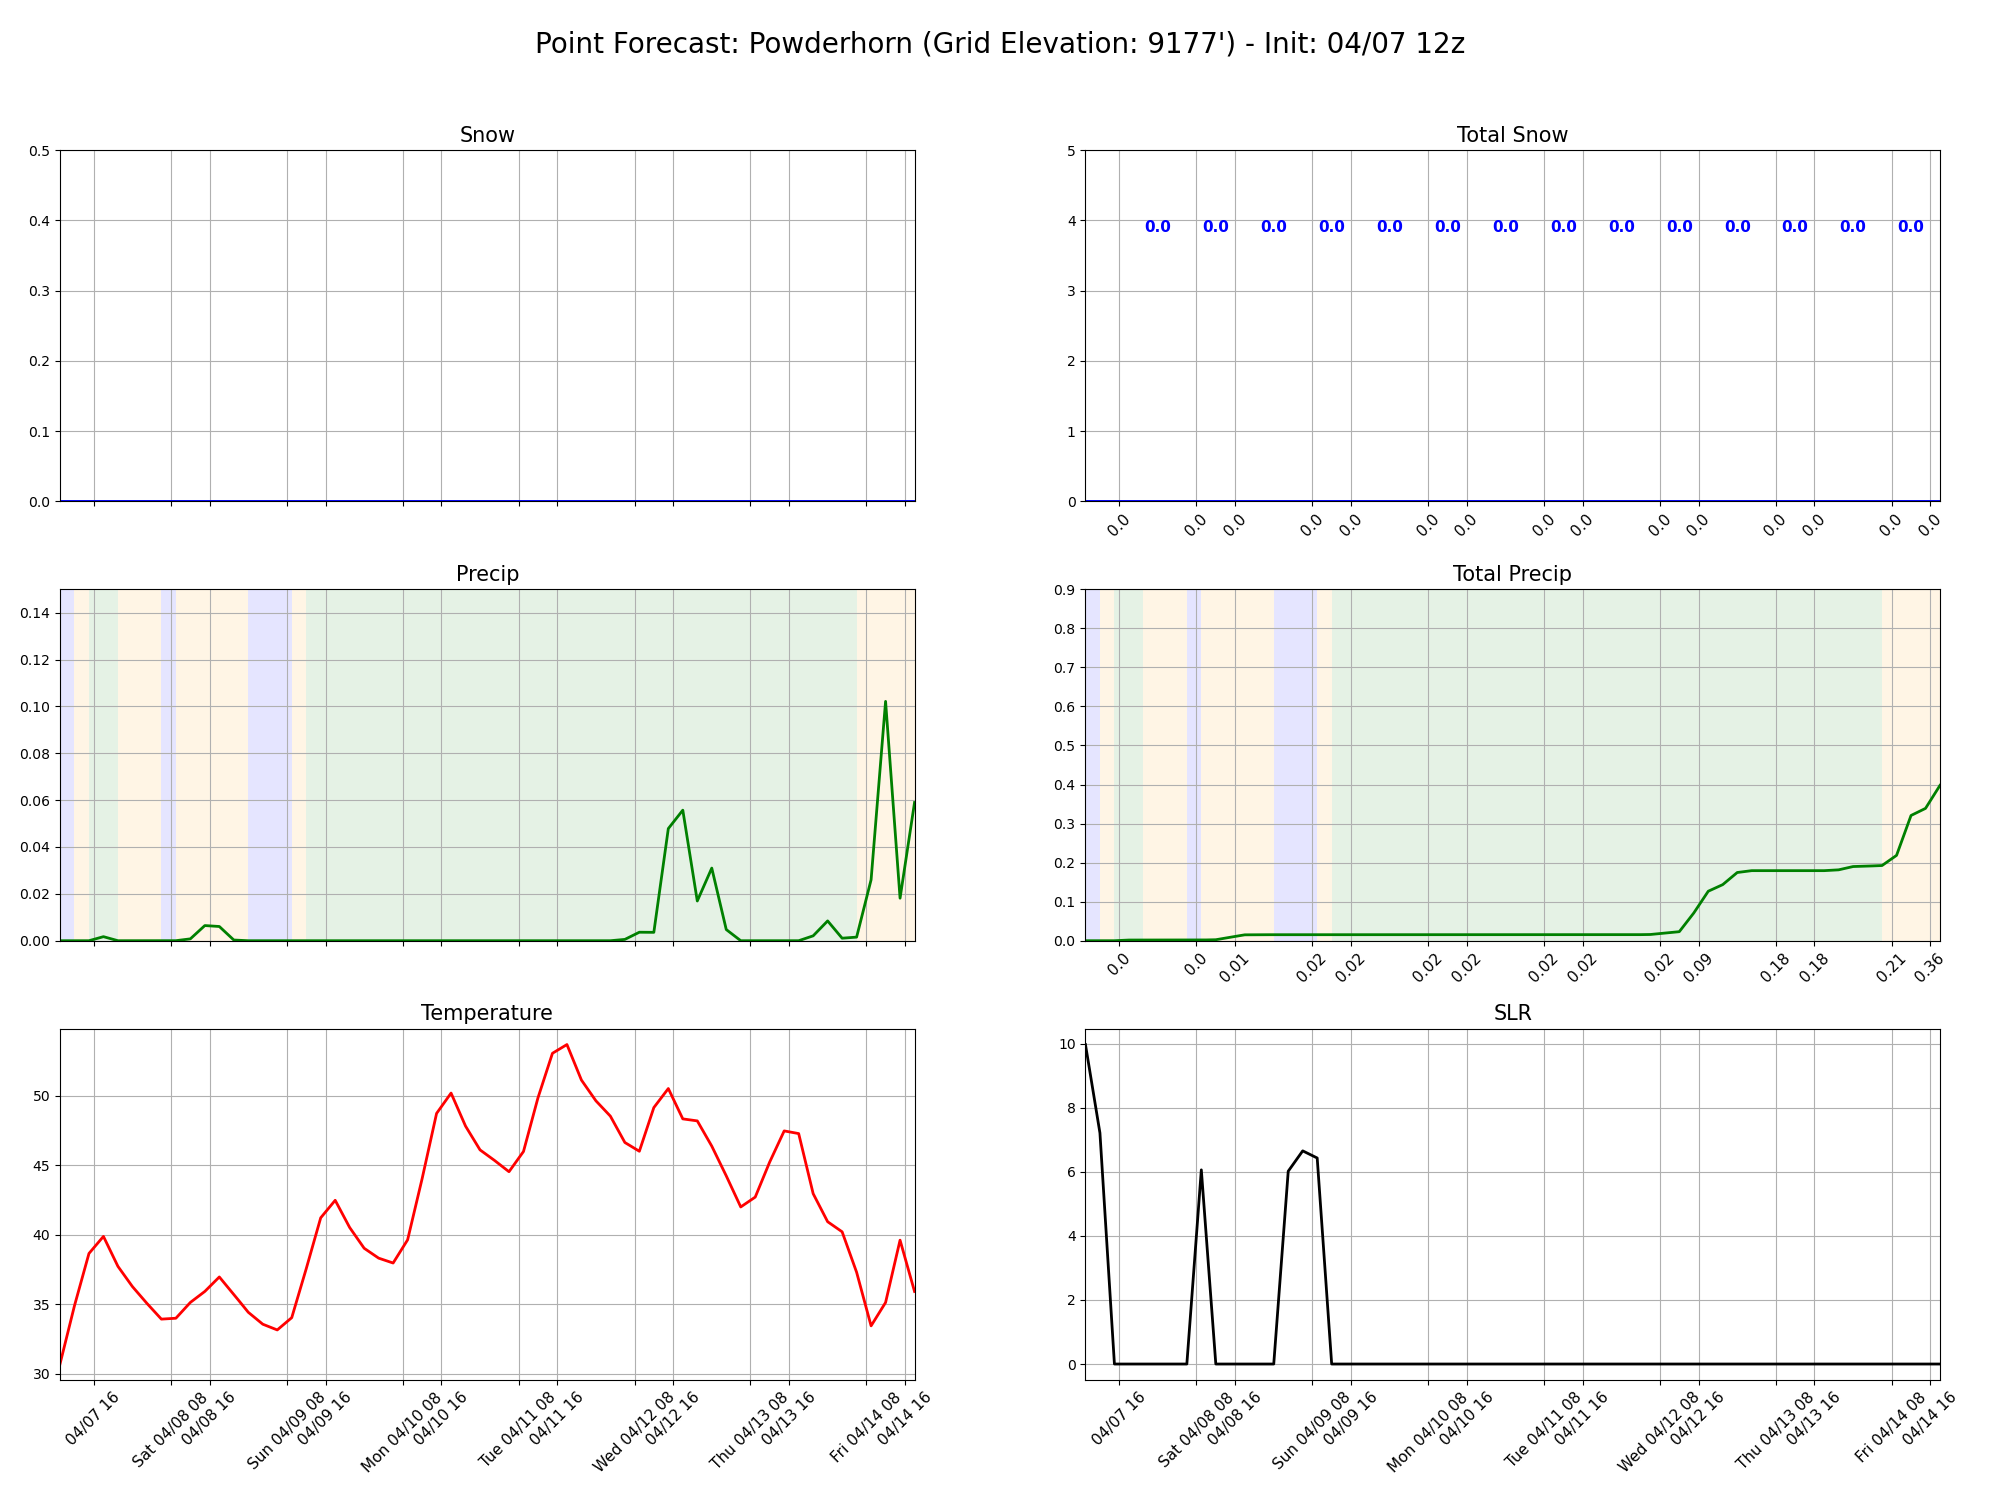 Point Forecast: Powderhorn (Grid Elevation: 9177') - Init: 04/07 12z
Snow
0.5
0.4
0.3
0.2
0.1
0.0
Total Snow
5
4
3
2
1
0
0.0 0.0 0.0 0.0 0.0 0.0 0.0 0.0 0.0 0.0 0.0 0.0 0.0 0.0
0.0 0.0 0.0 0.0 0.0 0.0 0.0 0.0 0.0 0.0 0.0 0.0 0.0 0.0 0.0
Precip
0.14
0.12
0.10
0.08
0.06
0.04
0.02
0.00
Total Precip
0.9
0.8
0.7
0.6
0.5
0.4
0.3
0.2
0.1
0.0
0.0 0.0 0.01 0.02 0.02 0.02 0.02 0.02 0.02 0.02 0.09 0.18 0.18 0.21 0.36
Temperature
50
45
40
35
30
04/07 16
Sat 04/08 08
04/08 16
Sun 04/09 08
04/09 16
Mon 04/10 08
04/10 16
Tue 04/11 08
04/11 16
Wed 04/12 08
04/12 16
Thu 04/13 08
04/13 16
Fri 04/14 08
04/14 16
SLR
10
8
6
4
2
0
04/07 16
Sat 04/08 08
04/08 16
Sun 04/09 08
04/09 16
Mon 04/10 08
04/10 16
Tue 04/11 08
04/11 16
Wed 04/12 08
04/12 16
Thu 04/13 08
04/13 16
Fri 04/14 08
04/14 16